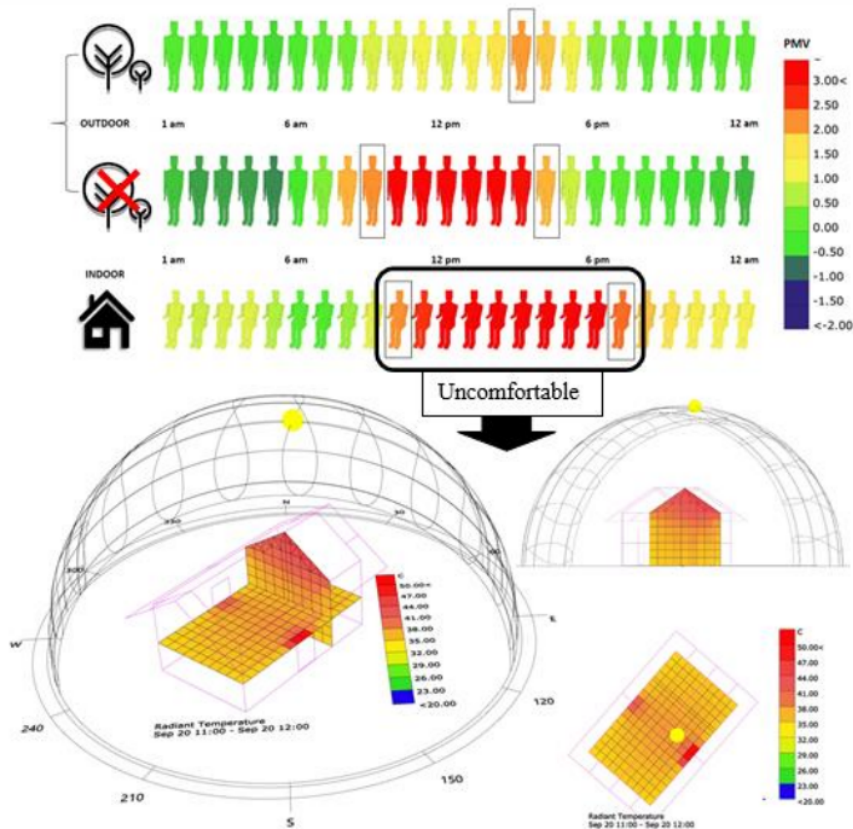 PMV
3.00<
2.50
2.00
2.00
1.50
1.00
0.50
0.00
-0.50
-1.00
-1.50
<-2.00
OUTDOOR
1 am 6 am 12 pm 6 pm 12 am
1 am 6 am 12 pm 6 pm 12 am
INDOOR
Uncomfortable
N
330
30
300
60
W
E
240
120
210
150
S
C
50.00<
47.00
44.00
41.00
38.00
35.00
32.00
29.00
26.00
23.00
<20.00
Radiant Temperature
Sep 20 11:00 - Sep 20 12:00
C
50.00<
47.00
44.00
41.00
38.00
35.00
32.00
29.00
26.00
23.00
<20.00
Radiant Temperature
Sep 20 11:00 - Sep 20 12:00